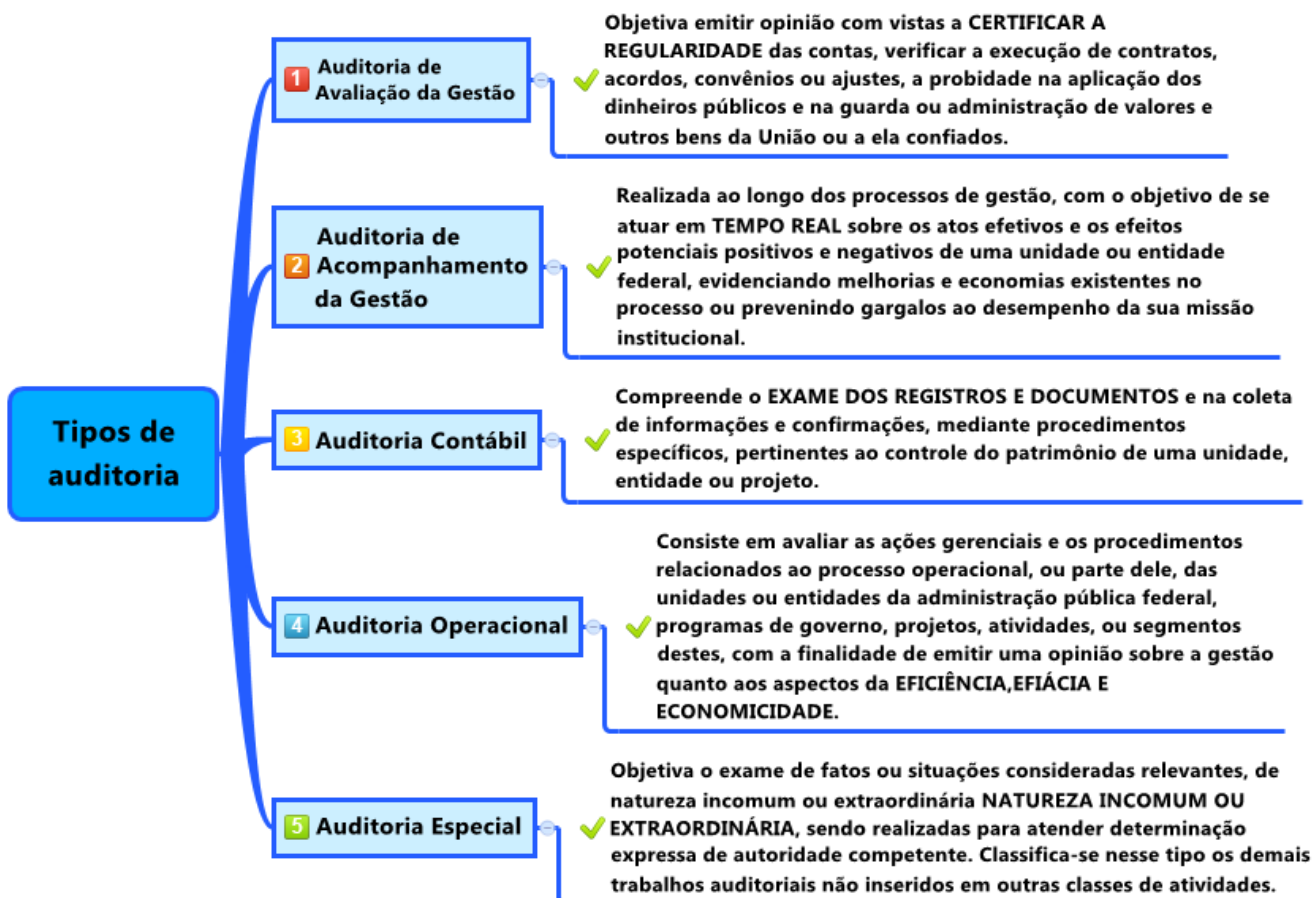 Tipos de
auditoria
1 Auditoria de
Avaliação da Gestão
Objetiva emitir opinião com vistas a CERTIFICAR A
REGULARIDADE das contas, verificar a execução de contratos,
acordos, convênios ou ajustes, a probidade na aplicação dos
dinheiros públicos e na guarda ou administração de valores e
outros bens da União ou a ela confiados.
2 Auditoria de
Acompanhamento
da Gestão
Realizada ao longo dos processos de gestão, com o objetivo de se
atuar em TEMPO REAL sobre os atos efetivos e os efeitos
potenciais positivos e negativos de uma unidade ou entidade
federal, evidenciando melhorias e economias existentes no
processo ou prevenindo gargalos ao desempenho da sua missão
institucional.
3 Auditoria Contábil
Compreende o EXAME DOS REGISTROS E DOCUMENTOS e na coleta
de informações e confirmações, mediante procedimentos
específicos, pertinentes ao controle do patrimônio de uma unidade,
entidade ou projeto.
4 Auditoria Operacional
Consiste em avaliar as ações gerenciais e os procedimentos
relacionados ao processo operacional, ou parte dele, das
unidades ou entidades da administração pública federal,
programas de governo, projetos, atividades, ou segmentos
destes, com a finalidade de emitir uma opinião sobre a gestão
quanto aos aspectos da EFICIÊNCIA,EFIÁCIA E
ECONOMICIDADE.
5 Auditoria Especial
Objetiva o exame de fatos ou situações consideradas relevantes, de
natureza incomum ou extraordinária NATUREZA INCOMUM OU
EXTRAORDINÁRIA, sendo realizadas para atender determinação
expressa de autoridade competente. Classifica-se nesse tipo os demais
trabalhos auditoriais não inseridos em outras classes de atividades.